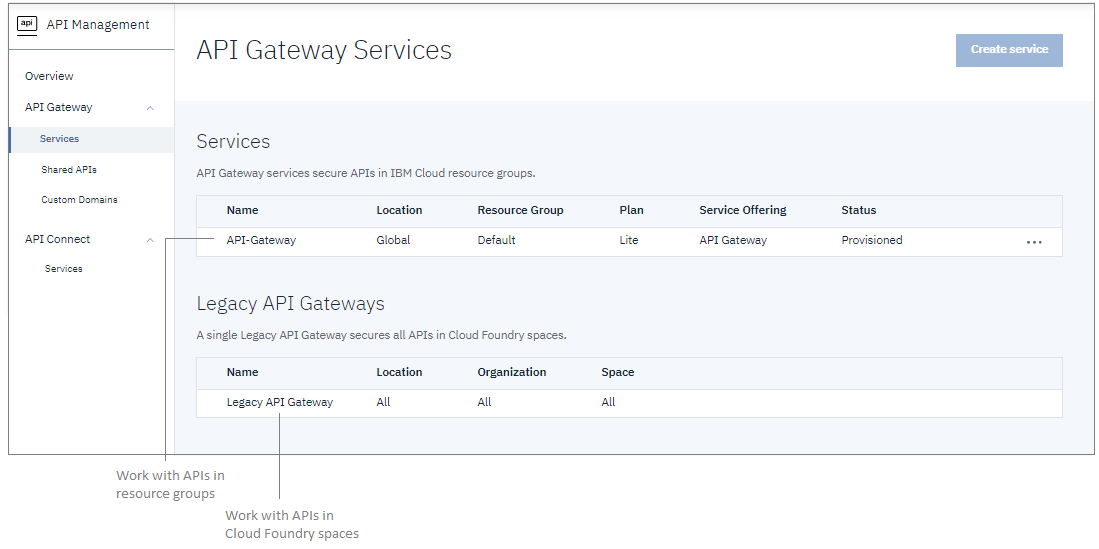 api API Management
Overview
API Gateway
Services
Shared APIs
Custom Domains
API Connect
Services
API Gateway Services
Create service
Services
API Gateway services secure APIs in IBM Cloud resource groups.
Name Location Resource Group Plan Service Offering Status
API-Gateway Global Default Lite API Gateway Provisioned
Legacy API Gateways
A single Legacy API Gateway secures all APIs in Cloud Foundry spaces.
Name Location Organization Space
Legacy API Gateway All All All
Work with APIs in
resource groups
Work with APIs in
Cloud Foundry spaces